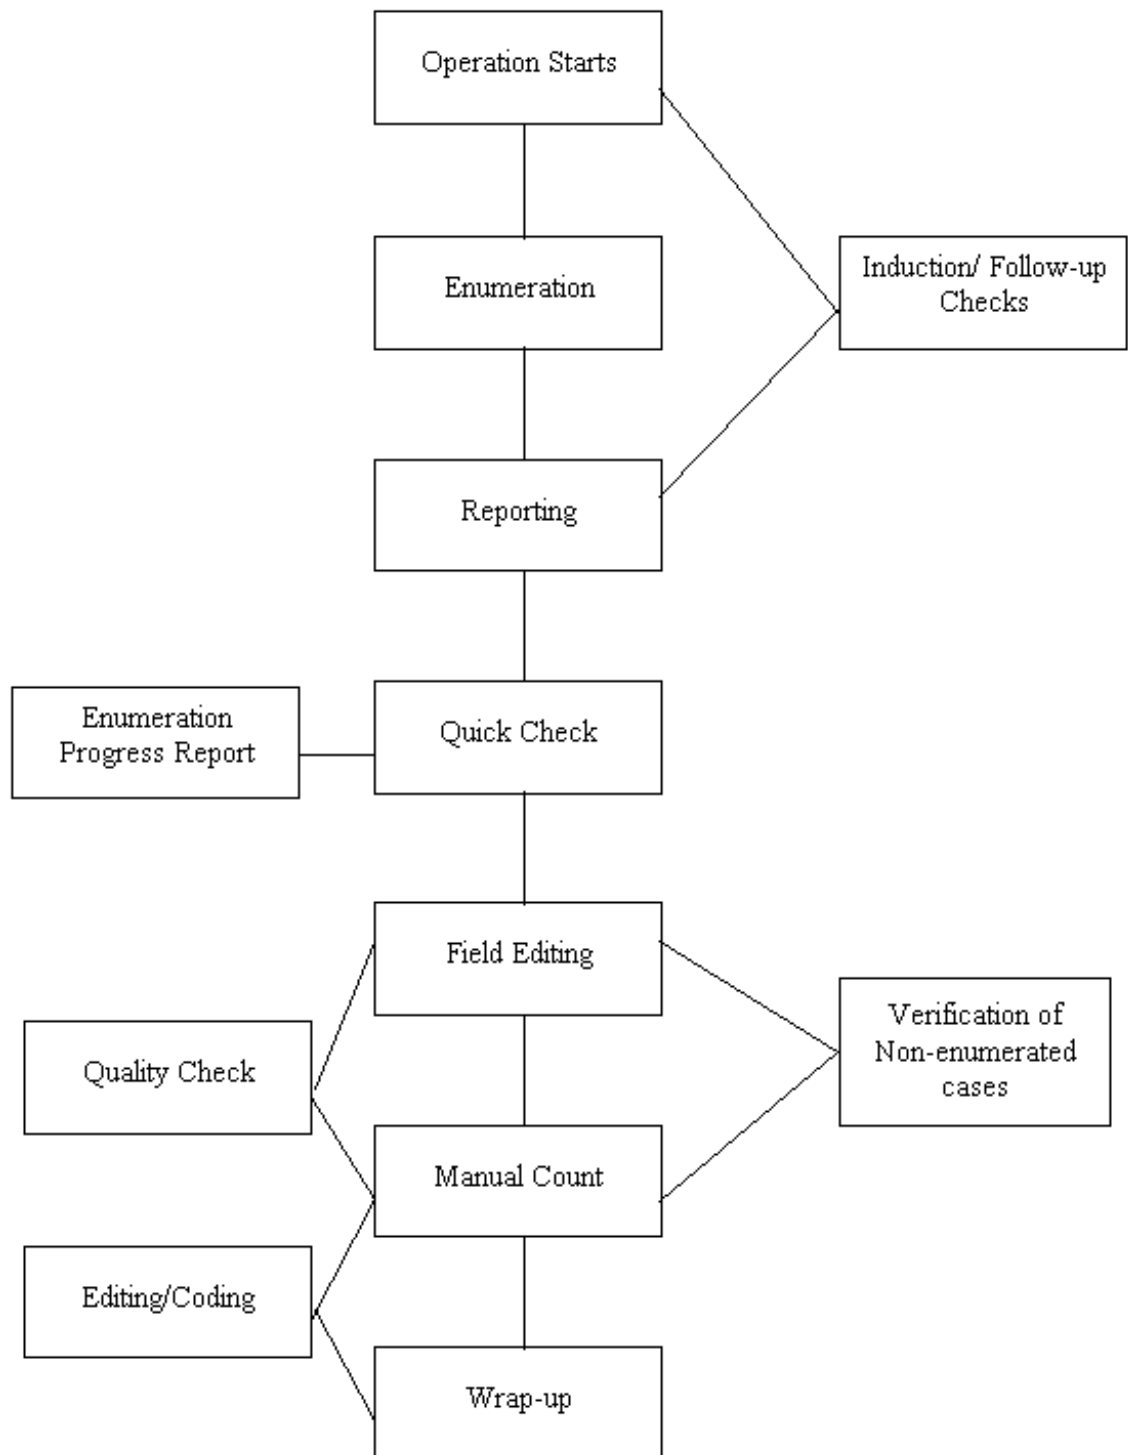 Operation Starts
Enumeration
Induction/ Follow-up
Checks
Reporting
Enumeration
Progress Report
Quick Check
Field Editing
Quality Check
Verification of
Non-enumerated
cases
Manual Count
Editing/Coding
Wrap-up